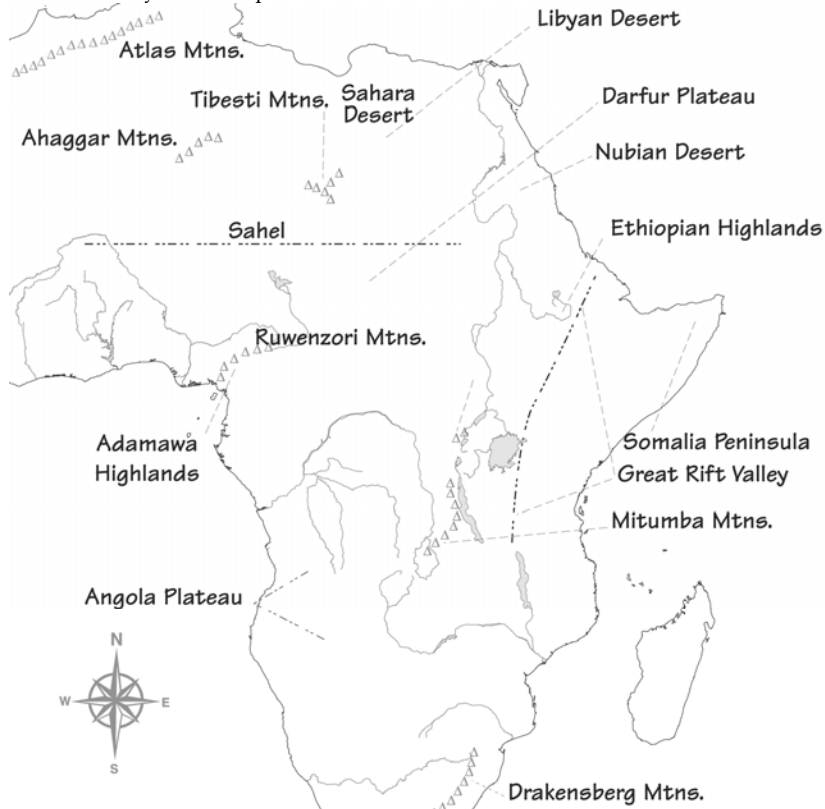 Libyan Desert
Atlas Mtns.
Tibesti Mtns.
Sahara
Desert
Darfur Plateau
Ahaggar Mtns.
Nubian Desert
Sahel
Ethiopian Highlands
Ruwenzori Mtns.
Adamawa
Highlands
Somalia Peninsula
Great Rift Valley
Mitumba Mtns.
Angola Plateau
N
W
E
S
Drakensberg Mtns.